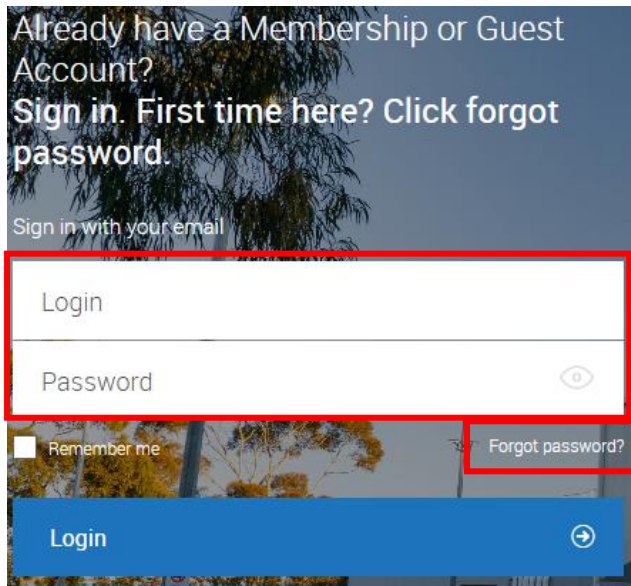 Already have a Membership or Guest
Account?
Sign in. First time here? Click forgot
password.
Sign in with your email
Login
Password
Remember me
Forgot password?
Login